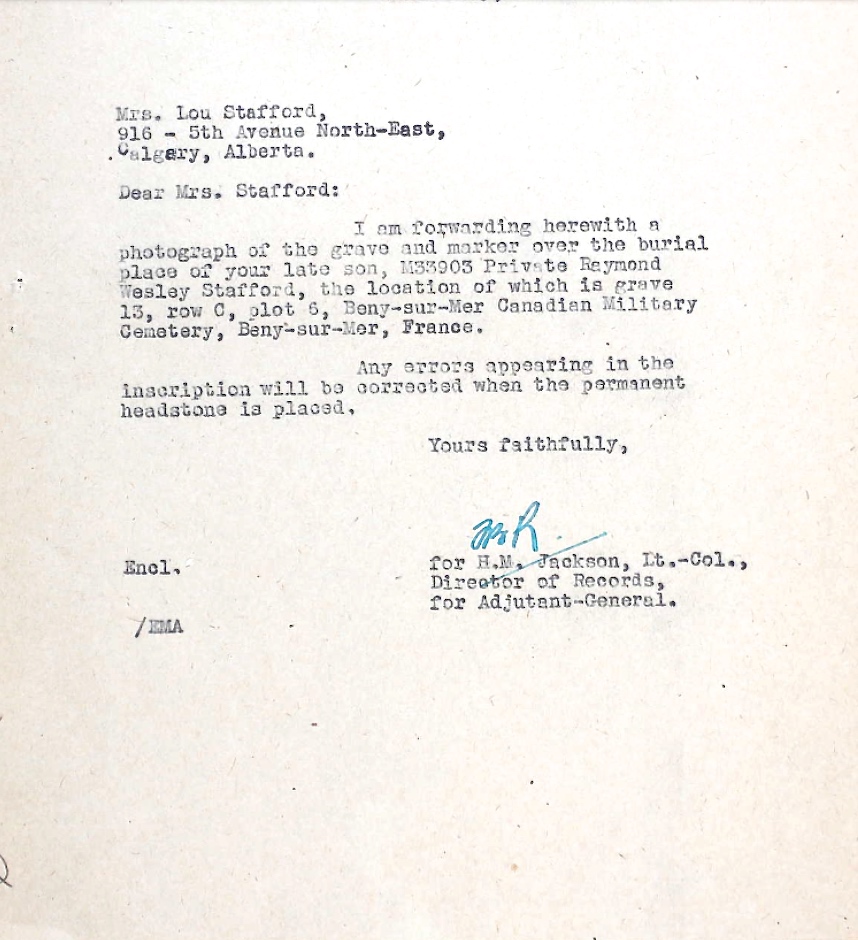 Mrs. Lou Stafford,
916 - 5th Avenue North-East,
Calgary, Alberta.
Dear Mrs. Stafford:
I am forwarding herewith a
photograph of the grave and marker over the burial
place of your late son, M33903 Private Raymond
Wesley Stafford, the location of which is grave
13, row C, plot 6, Beny-sur-Mer Canadian Military
Cemetery, Beny-sur-Mer, France.
Any errors appearing in the
inscription will be corrected when the permanent
headstone is placed.
Yours faithfully,
for H.M. Jackson, Lt.-Col.,
Encl.
Director of Records,
for Adjutant-General.
/EMA